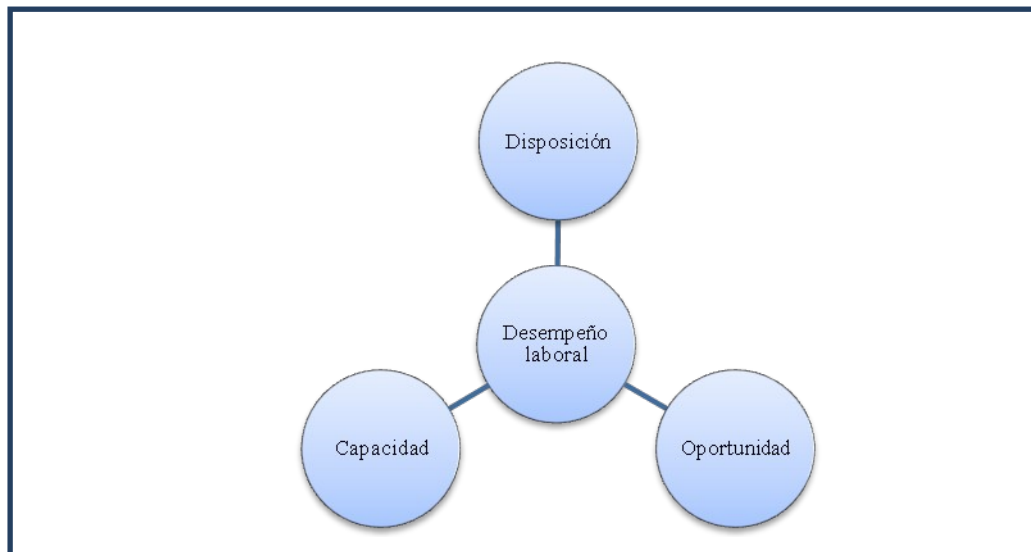 Disposición
Desempeño
laboral
Capacidad
Oportunidad